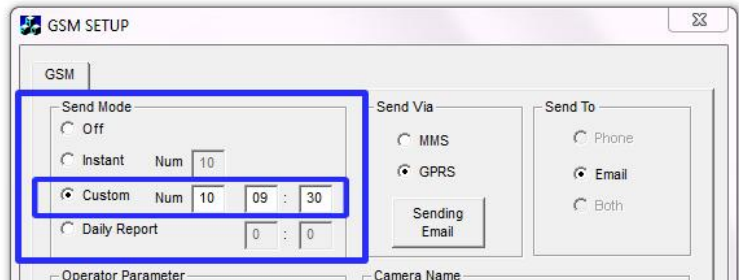 GSM SETUP
GSM
Send Mode
Off
Instant Num 10
Custom Num 10 09 : 30
Daily Report 0 : 0
Send Via
MMS
GPRS
Sending
Email
Send To
Phone
Email
Both
Operator Parameter
Camera Name